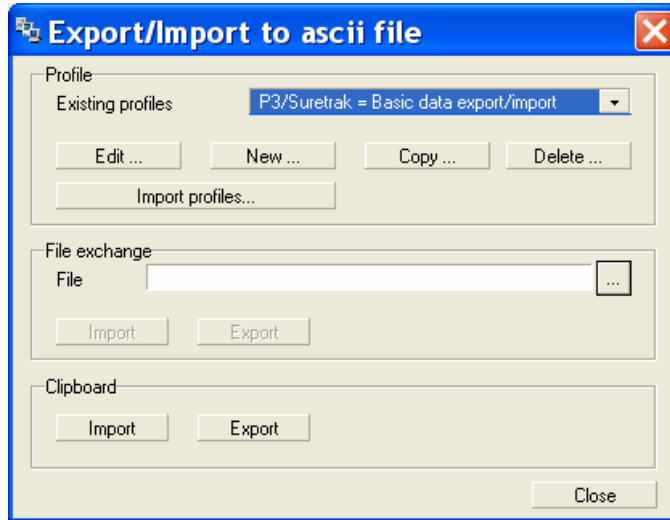 Export/Import to ascii file
Profile
Existing profiles P3/Suretrak = Basic data export/import
Edit ... New ... Copy ... Delete ...
Import profiles...
File exchange
File ...
Import Export
Clipboard
Import Export
Close